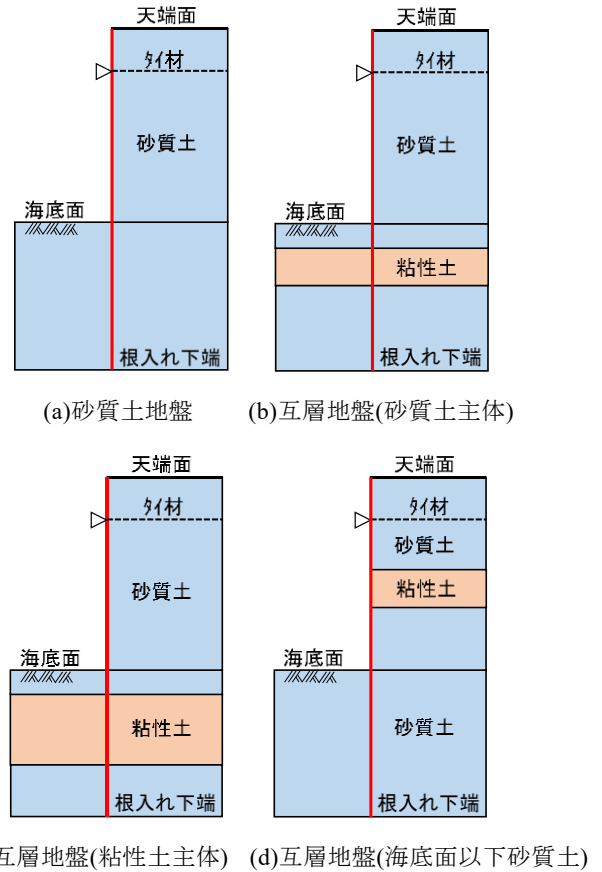 天端面
タイ材
砂質土
海底面
根入れ下端
(a)砂質土地盤
天端面
タイ材
砂質土
海底面
粘性土
根入れ下端
(b)互層地盤(砂質土主体)
天端面
タイ材
砂質土
海底面
粘性土
根入れ下端
互層地盤(粘性土主体)
天端面
タイ材
砂質土
粘性土
海底面
砂質土
(d)互層地盤(海底面以下砂質土)